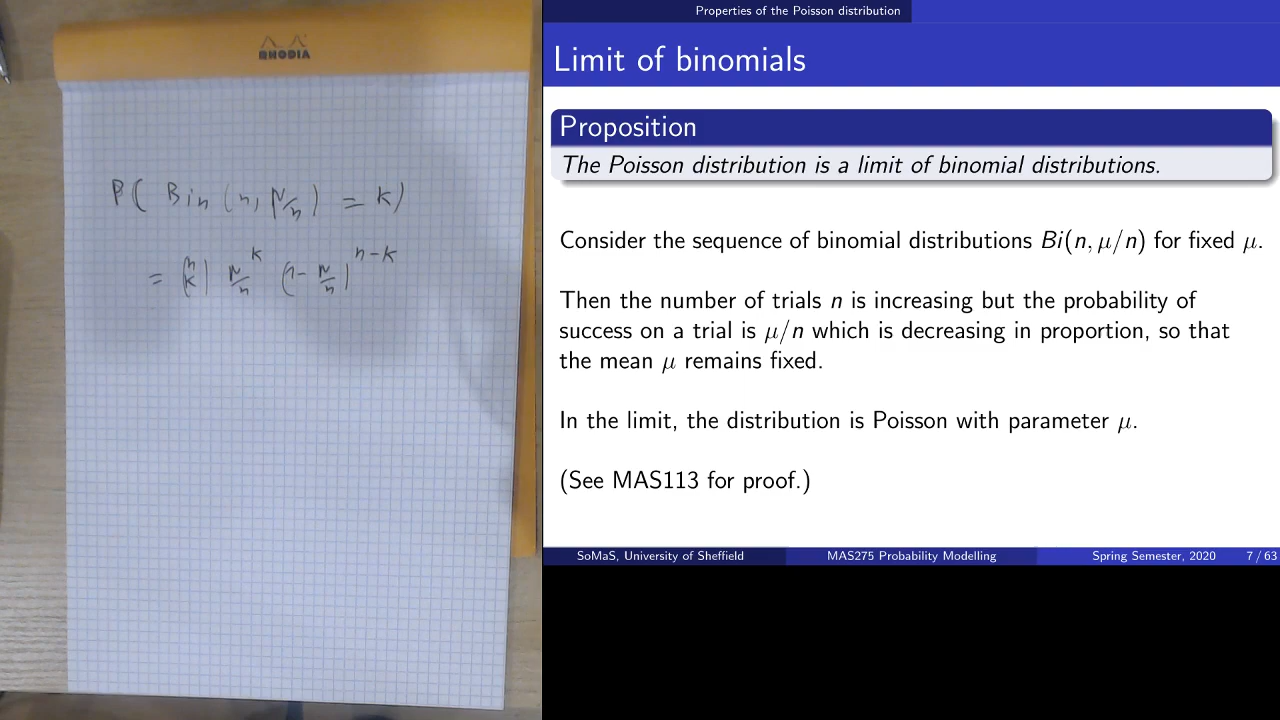 RHODIA
P( Bin (n, μ/n) = k)
= (n k) μ/n^k (1 - μ/n)^n-k
Properties of the Poisson distribution
Limit of binomials
Proposition
The Poisson distribution is a limit of binomial distributions.
Consider the sequence of binomial distributions Bi(n, μ/n) for fixed μ.
Then the number of trials n is increasing but the probability of
success on a trial is μ/n which is decreasing in proportion, so that
the mean μ remains fixed.
In the limit, the distribution is Poisson with parameter μ.
(See MAS113 for proof.)
SoMaS, University of Sheffield MAS275 Probability Modelling Spring Semester, 2020 7 / 63